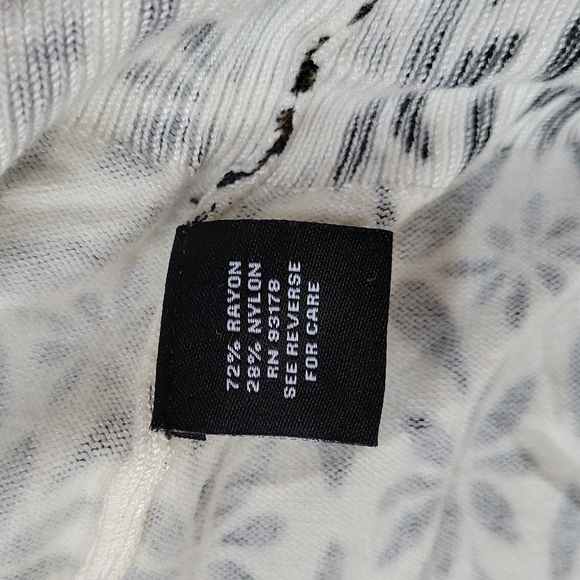 72% RAYON
28% NYLON
RN 93178
SEE REVERSE
FOR CARE